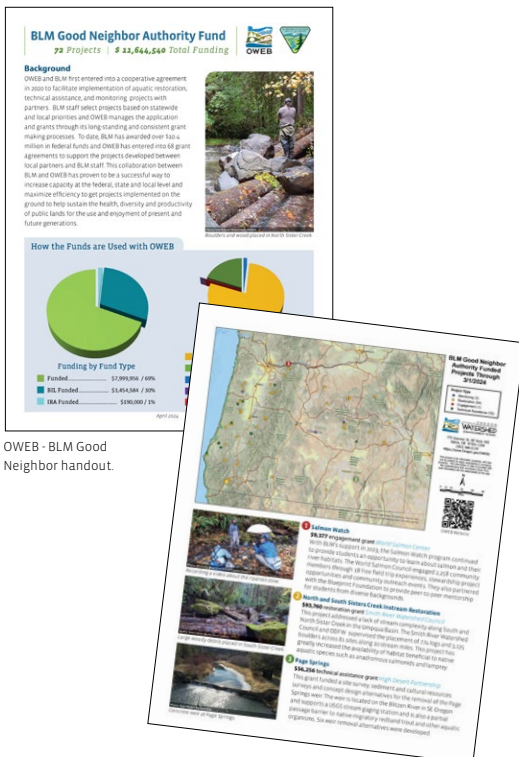 BLM Good Neighbor Authority Fund
72 Projects | $ 12,644,540 Total Funding
OWEB
Background
OWEB and BLM first entered into a cooperative agreement
in 2020 to facilitate implementation of aquatic restoration,
technical assistance, and monitoring projects with
partners. BLM staff select projects based on statewide
and local priorities and OWEB manages the application
and grants through its long-standing and consistent grant
making processes. To date, BLM has awarded over $10.4
million in federal funds and OWEB has entered into 68 grant
agreements to support the projects developed between
local partners and BLM staff. This collaboration between
BLM and OWEB has proven to be a successful way to
increase capacity at the federal, state and local level and
maximize efficiency to get projects implemented on the
ground to help sustain the health, diversity and productivity
of public lands for the use and enjoyment of present and
future generations.
Boulders and wood placed in North Sister Creek.
How the Funds are Used with OWEB
Funding by Fund Type
Funded $7,999,956 / 69%
BIL Funded $3,454,584 / 30%
IRA Funded $190,000 / 1%
April 2024
OWEB - BLM Good
Neighbor handout.
BLM Good Neighbor
Authority Funded
Projects Through
3/1/2024
Project Type
WATERSHED
Recording a video about the riparian zone
1 Salmon Watch
$9,377 engagement grant World Salmon Center
With BLM's support in 2023, the Salmon Watch program continued
to provide students an opportunity to learn about salmon and their
river habitats. The World Salmon Council engaged 2,258 community
members through 38 free field trip experiences, stewardship project
opportunities and community outreach events. They also partnered
with the Blueprint Foundation to provide peer-to-peer mentorship
for students from diverse backgrounds.
Large woody debris placed in South Sister Creek
2 North and South Sisters Creek Instream Restoration
$93,760 restoration grant Smith River Watershed Council
This project addressed a lack of stream complexity along South and
North Sister Creek in the Umpqua Basin. The Smith River Watershed
Council and ODFW supervised the placement of 774 logs and 3,125
boulders across 80 sites along 10 stream miles. This project has
greatly increased the availability of habitat beneficial to native
aquatic species such as anadromous salmonids and lamprey
Concrete weir at Page Springs.
3 Page Springs
$56,256 technical assistance grant High Desert Partnership
This grant funded a site survey, sediment and cultural resources
surveys and concept design alternatives for the removal of the Page
Springs weir. The weir is located on the Blitzen River in SE Oregon
and supports a USGS stream gaging station and is also a partial
passage barrier to native migratory redband trout and other aquatic
organisms. Six weir removal alternatives were developed